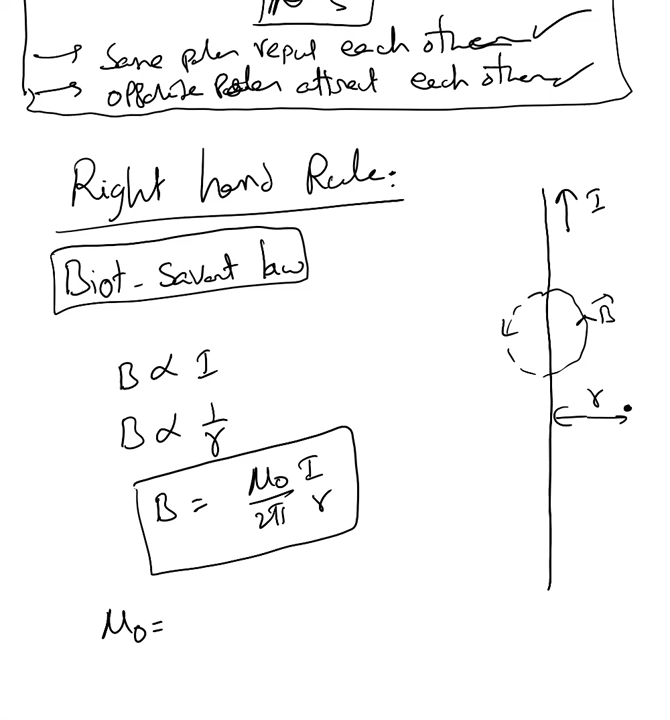 → Same poles repul each other ✓
→ opposite Poles attract each other ✓
Right hand Rule:
Biot-Savart law
↑ I
B⃗
B ∝ I
r
B ∝ 1/r
B = μ₀/2π I/r
μ₀ =